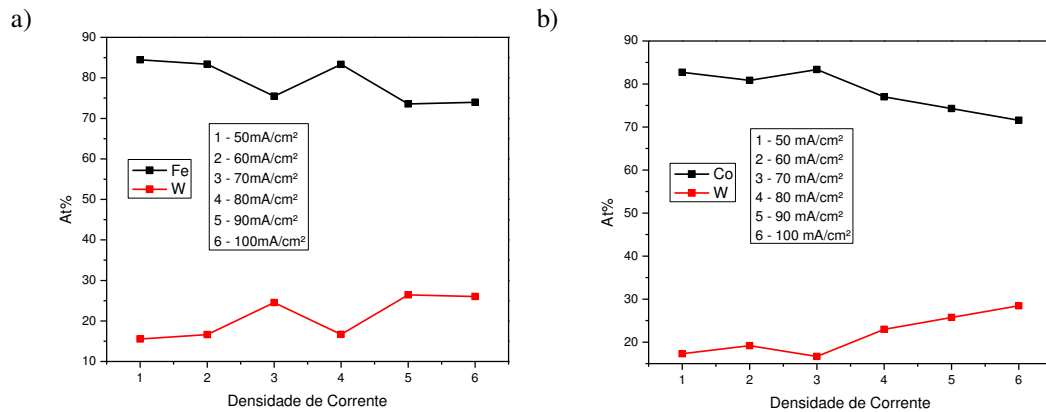 a)
90
80
70
60
50
40
30
20
10
At%
Fe
W
1 - 50mA/cm²
2 - 60mA/cm²
3 - 70mA/cm²
4 - 80mA/cm²
5 - 90mA/cm²
6 - 100mA/cm²
1 2 3 4 5 6
Densidade de Corrente
b)
90
80
70
60
50
40
30
20
At%
Co
W
1 - 50 mA/cm²
2 - 60 mA/cm²
3 - 70 mA/cm²
4 - 80 mA/cm²
5 - 90 mA/cm²
6 - 100 mA/cm²
1 2 3 4 5 6
Densidade de Corrente